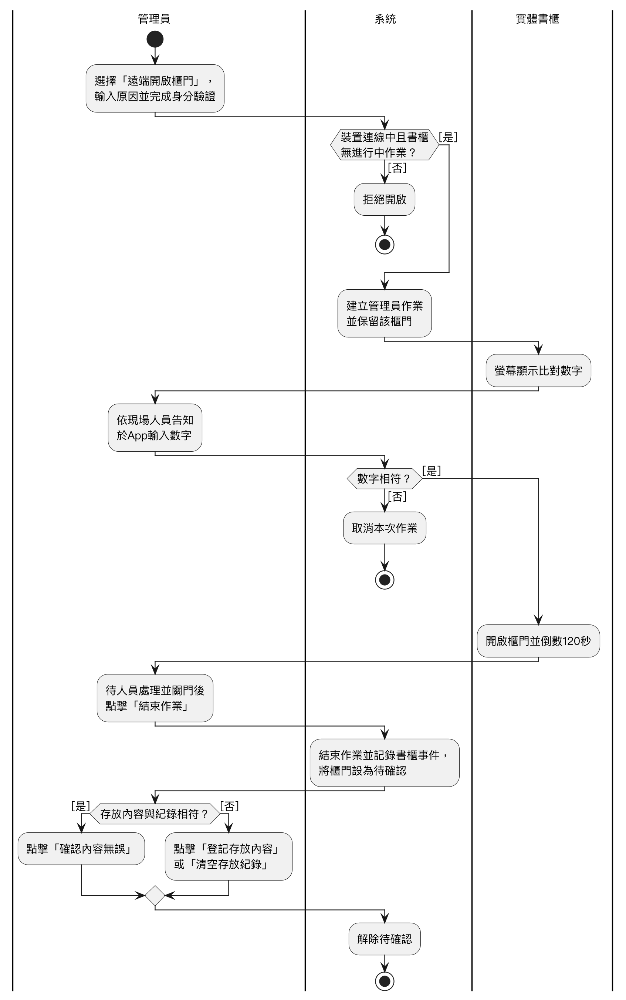 管理員
系統
實體書櫃
選擇「遠端開啟櫃門」，
輸入原因並完成身分驗證
裝置連線中且書櫃
無進行中作業？
[是]
[否]
拒絕開啟
建立管理員作業
並保留該櫃門
螢幕顯示比對數字
依現場人員告知
於App輸入數字
數字相符？
[是]
[否]
取消本次作業
開啟櫃門並倒數120秒
待人員處理並關門後
點擊「結束作業」
結束作業並記錄書櫃事件，
將櫃門設為待確認
[是]
存放內容與紀錄相符？
[否]
點擊「確認內容無誤」
點擊「登記存放內容」
或「清空存放紀錄」
解除待確認